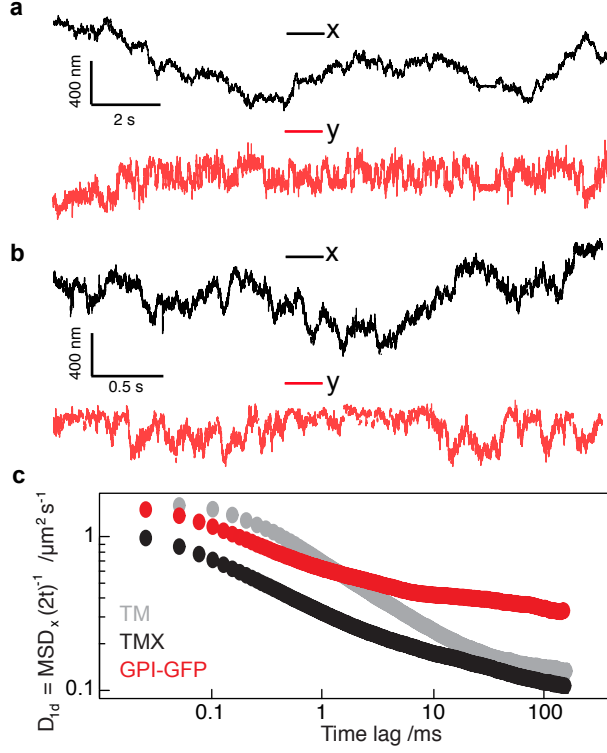 a
x
400 nm
2 s
y
b
x
400 nm
0.5 s
y
c
D1d = MSDx (2t)-1 /μm2 s-1
1
0.1
TM
TMX
GPI-GFP
0.1
1
10
100
Time lag /ms